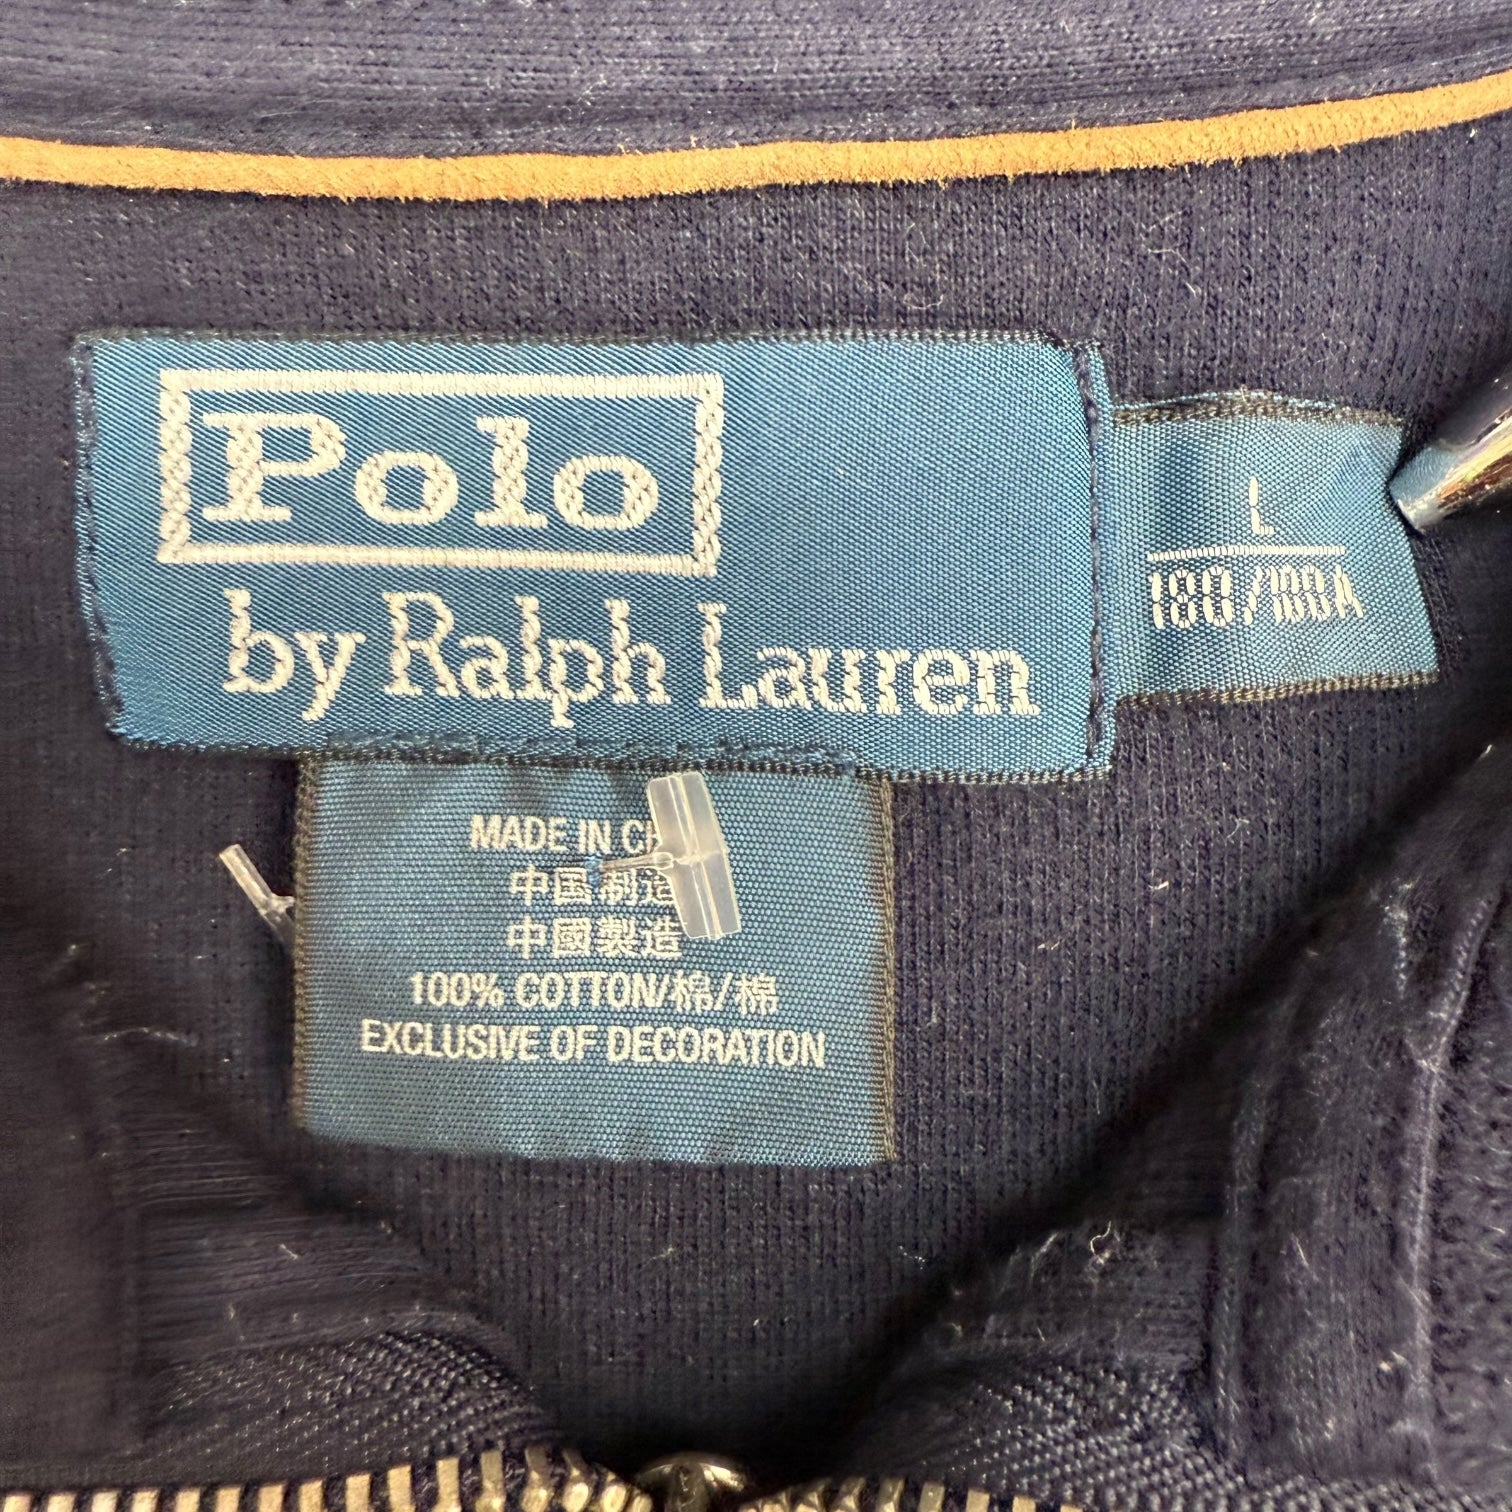 Polo
by Ralph Lauren
L
180/100A
MADE IN
中国制造
中國製造
100% COTTON/棉/棉
EXCLUSIVE OF DECORATION